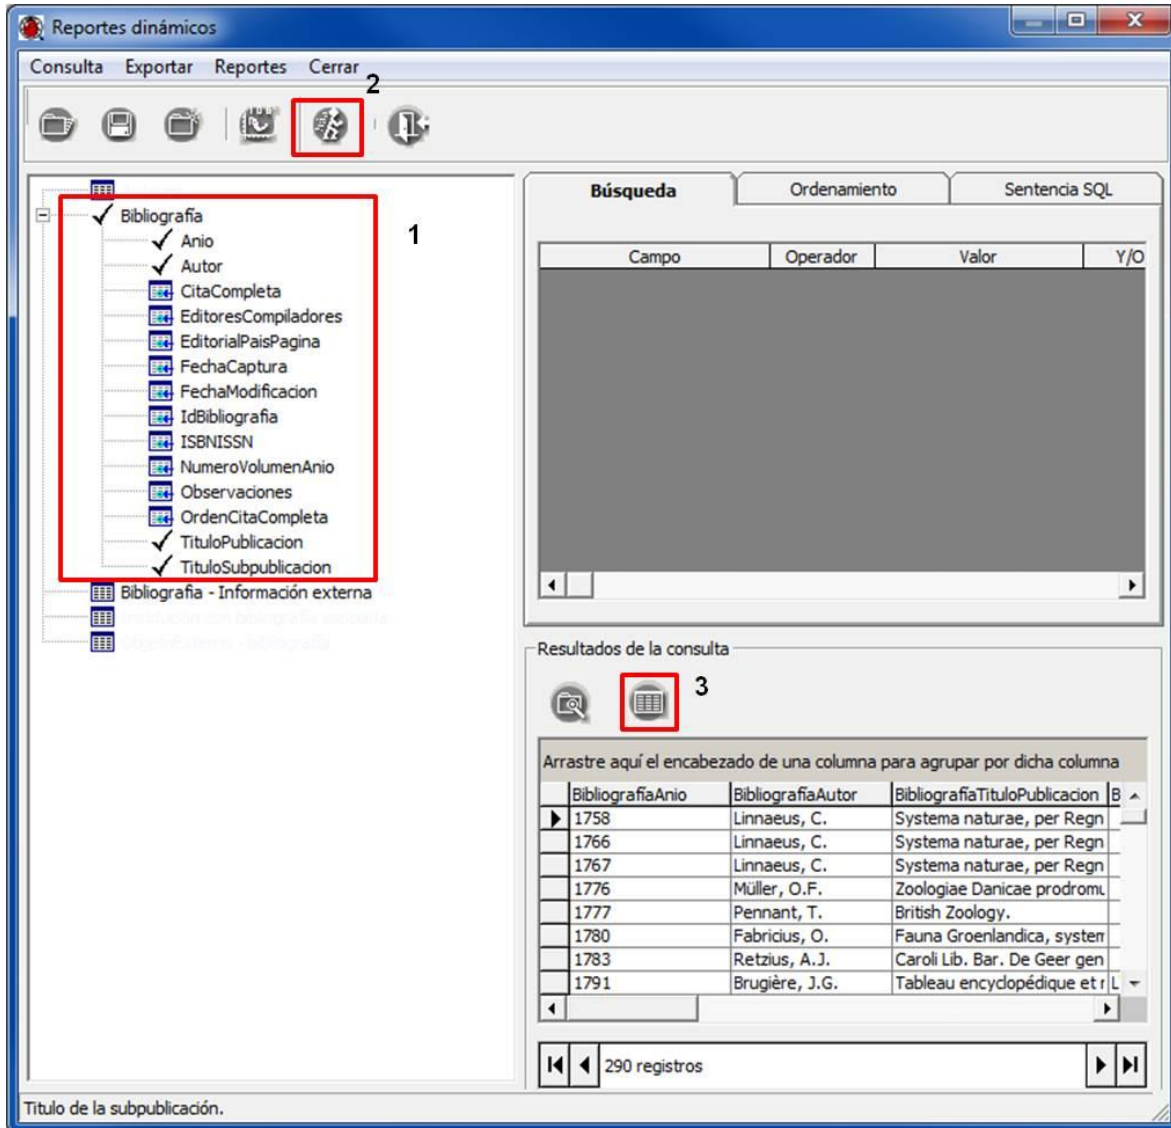 Reportes dinámicos
Consulta Exportar Reportes Cerrar
2
1
Bibliografía
Anio
Autor
CitaCompleta
EditoresCompiladores
EditorialPaisPagina
FechaCaptura
FechaModificacion
IdBibliografia
ISBNISSN
NumeroVolumenAnio
Observaciones
OrdenCitaCompleta
TituloPublicacion
TituloSubpublicacion
Bibliografia - Información externa
Búsqueda Ordenamiento Sentencia SQL
Campo Operador Valor Y/O
Resultados de la consulta
3
Arrastre aquí el encabezado de una columna para agrupar por dicha columna
BibliografíaAnio BibliografíaAutor BibliografíaTituloPublicacion B
1758 Linnaeus, C. Systema naturae, per Regn
1766 Linnaeus, C. Systema naturae, per Regn
1767 Linnaeus, C. Systema naturae, per Regn
1776 Müller, O.F. Zoologiae Danicae prodromu
1777 Pennant, T. British Zoology.
1780 Fabricius, O. Fauna Groenlandica, system
1783 Retzius, A.J. Caroli Lib. Bar. De Geer gen
1791 Brugière, J.G. Tableau encyclopédique et r L
290 registros
Titulo de la subpublicación.